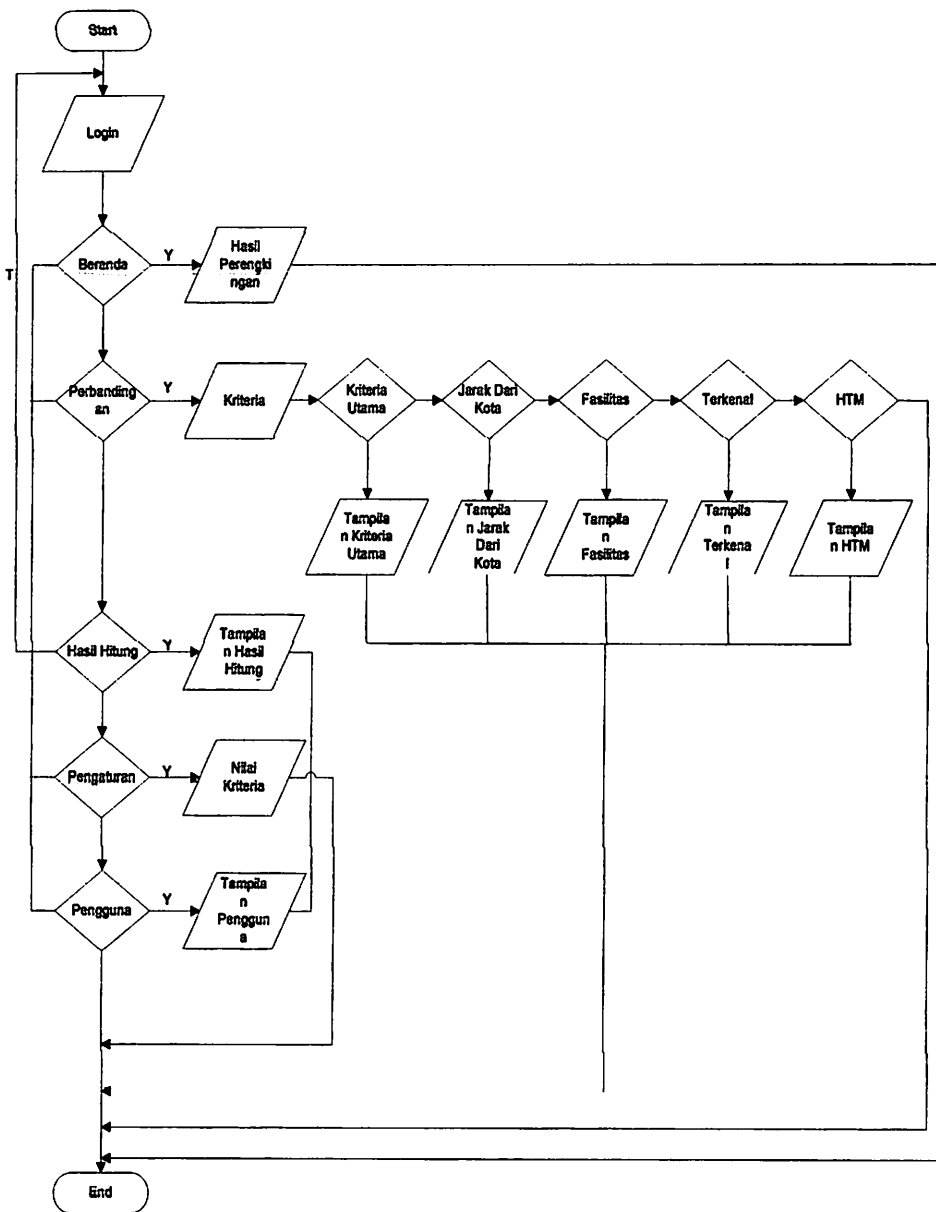 Start
Login
T
Beranda
Y
Hasil
Perengki
ngan
Perbanding
an
Y
Kriteria
Kriteria
Utama
Jarak Dari
Kota
Fasilitas
Terkenal
HTM
Tampila
n Kriteria
Utama
Tampila
n Jarak
Dari
Kota
Tampila
n
Fasilitas
Tampila
n
Terkena
l
Tampila
n HTM
Hasil Hitung
Y
Tampila
n Hasil
Hitung
Pengaturan
Y
Nilai
Kriteria
Pengguna
Y
Tampila
n
Penggun
a
End